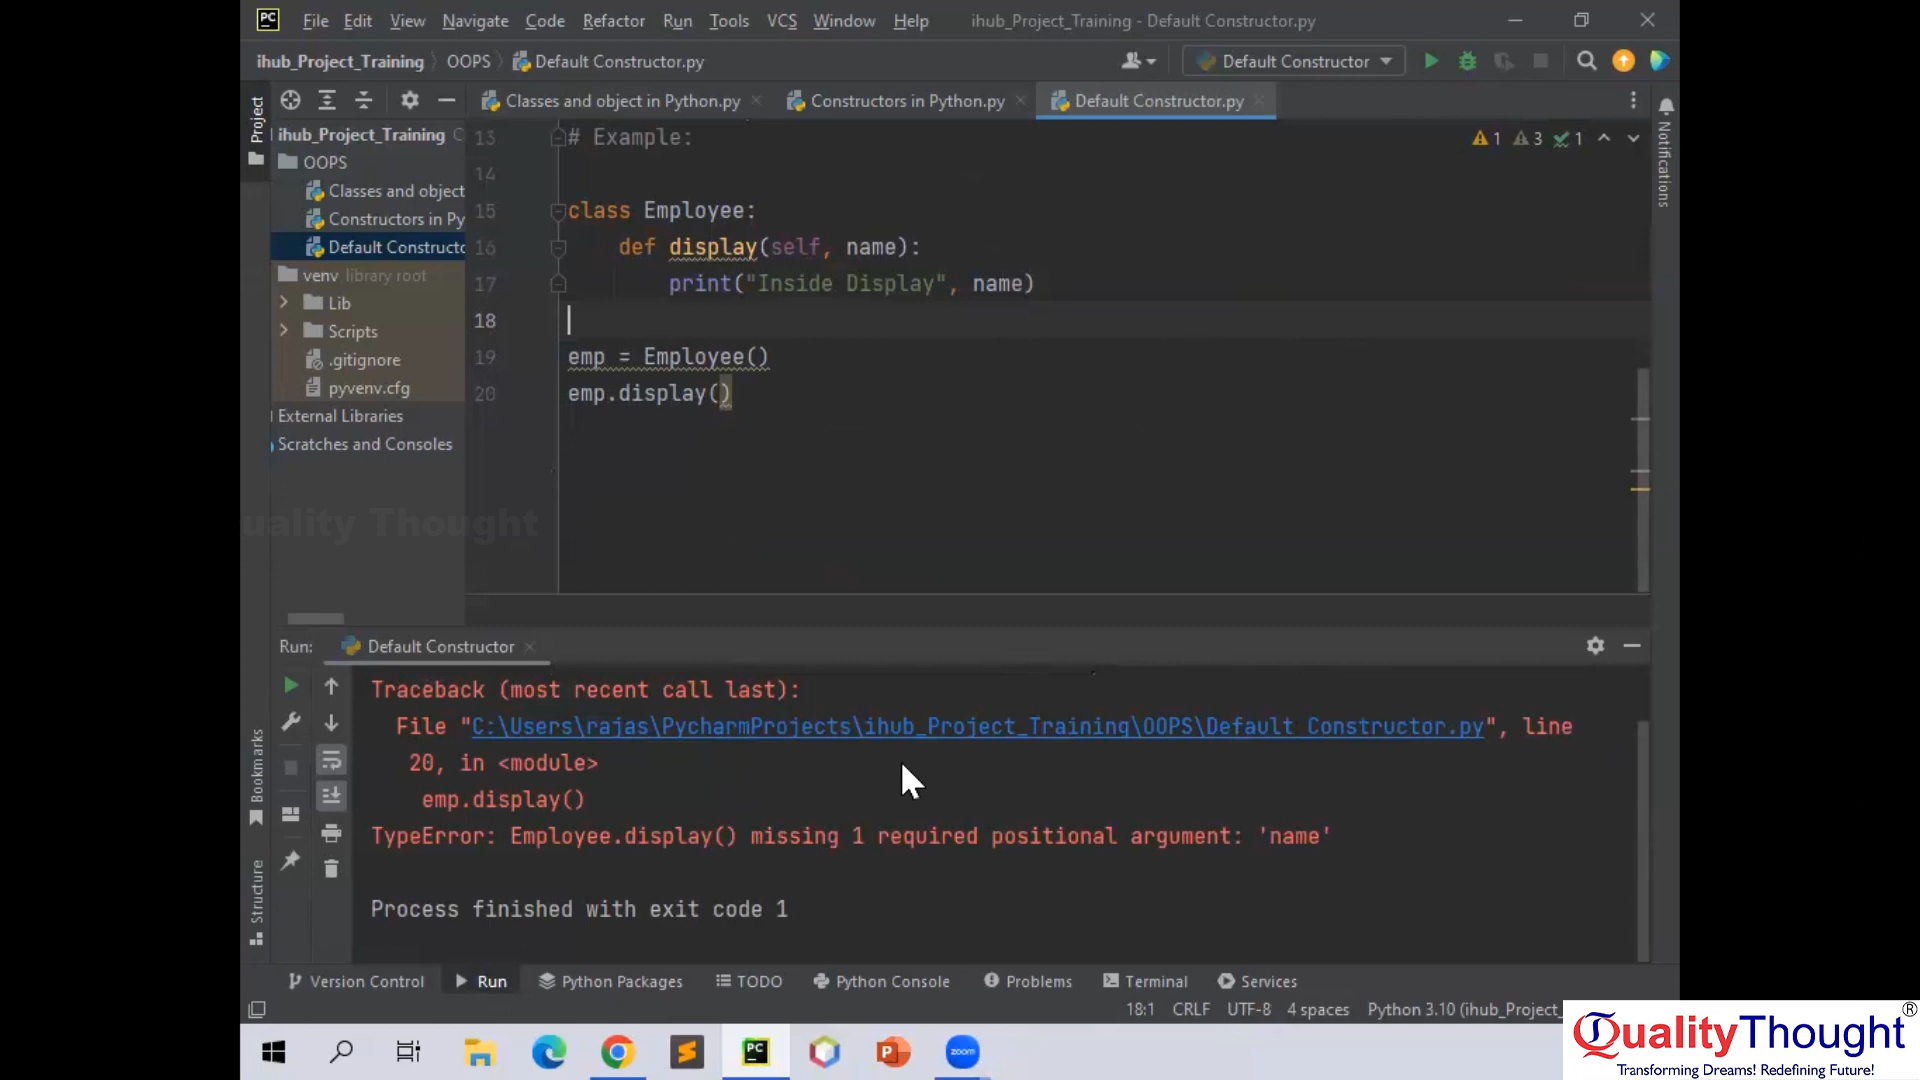 PC File Edit View Navigate Code Refactor Run Tools VCS Window Help ihub_Project_Training - Default Constructor.py
ihub_Project_Training OOPS Default Constructor.py Default Constructor
Project
Classes and object in Python.py Constructors in Python.py Default Constructor.py
Notifications
ihub_Project_Training C
OOPS
Classes and object
Constructors in Py
Default Constructo
venv library root
Lib
Scripts
.gitignore
pyvenv.cfg
External Libraries
Scratches and Consoles
1 3 1
13 # Example:
14
15 class Employee:
16 def display(self, name):
17 print("Inside Display", name)
18
19 emp = Employee()
20 emp.display()
uality Thought
Run: Default Constructor
Traceback (most recent call last):
File "C:\Users\rajas\PycharmProjects\ihub_Project_Training\OOPS\Default Constructor.py", line
20, in <module>
emp.display()
TypeError: Employee.display() missing 1 required positional argument: 'name'
Process finished with exit code 1
Bookmarks
Structure
Version Control Run Python Packages TODO Python Console Problems Terminal Services
18:1 CRLF UTF-8 4 spaces Python 3.10 (ihub_Project_
PC zoom
QualityThought®
Transforming Dreams! Redefining Future!